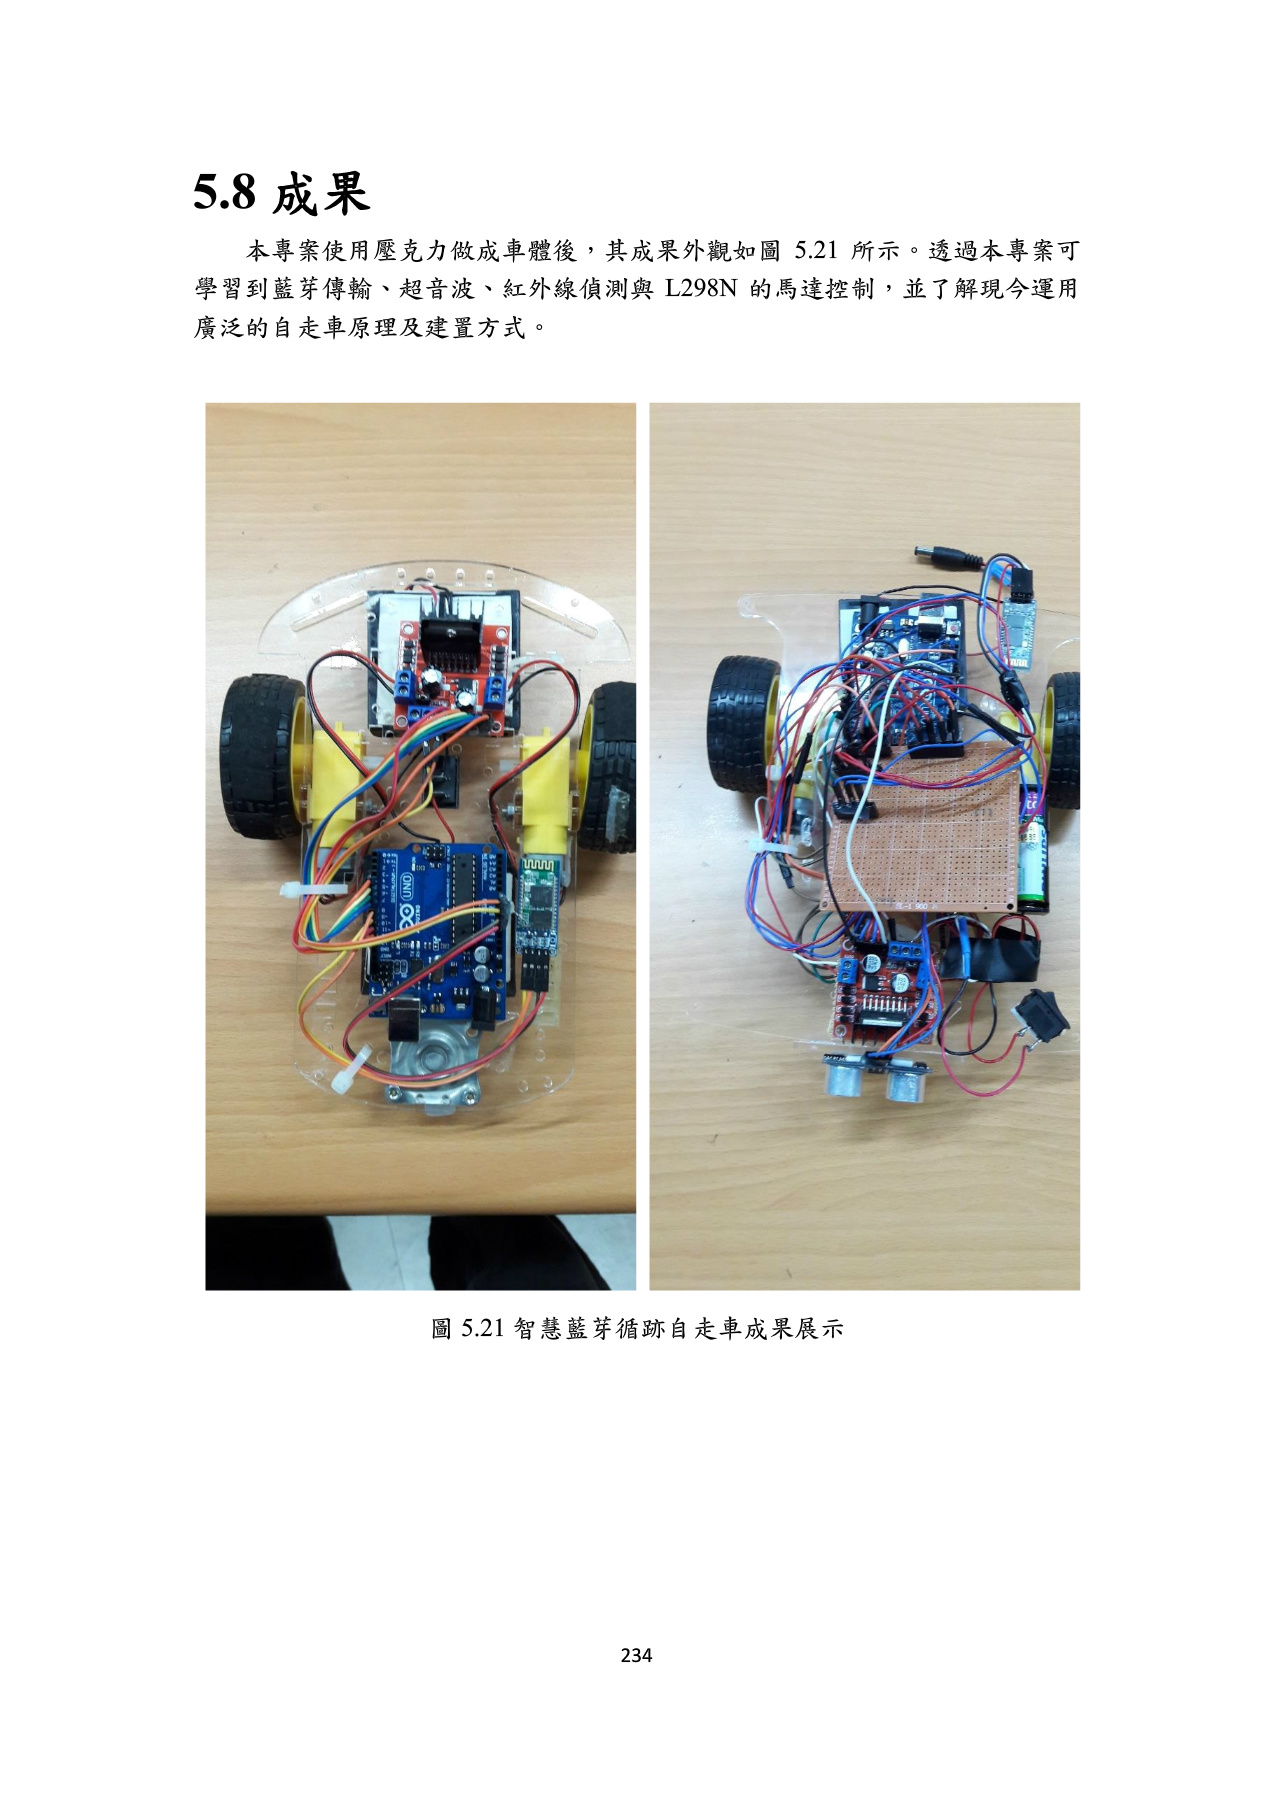 5.8 成果
本專案使用壓克力做成車體後，其成果外觀如圖 5.21 所示。透過本專案可
學習到藍芽傳輸、超音波、紅外線偵測與 L298N 的馬達控制，並了解現今運用
廣泛的自走車原理及建置方式。
UNO
圖 5.21 智慧藍芽循跡自走車成果展示
234